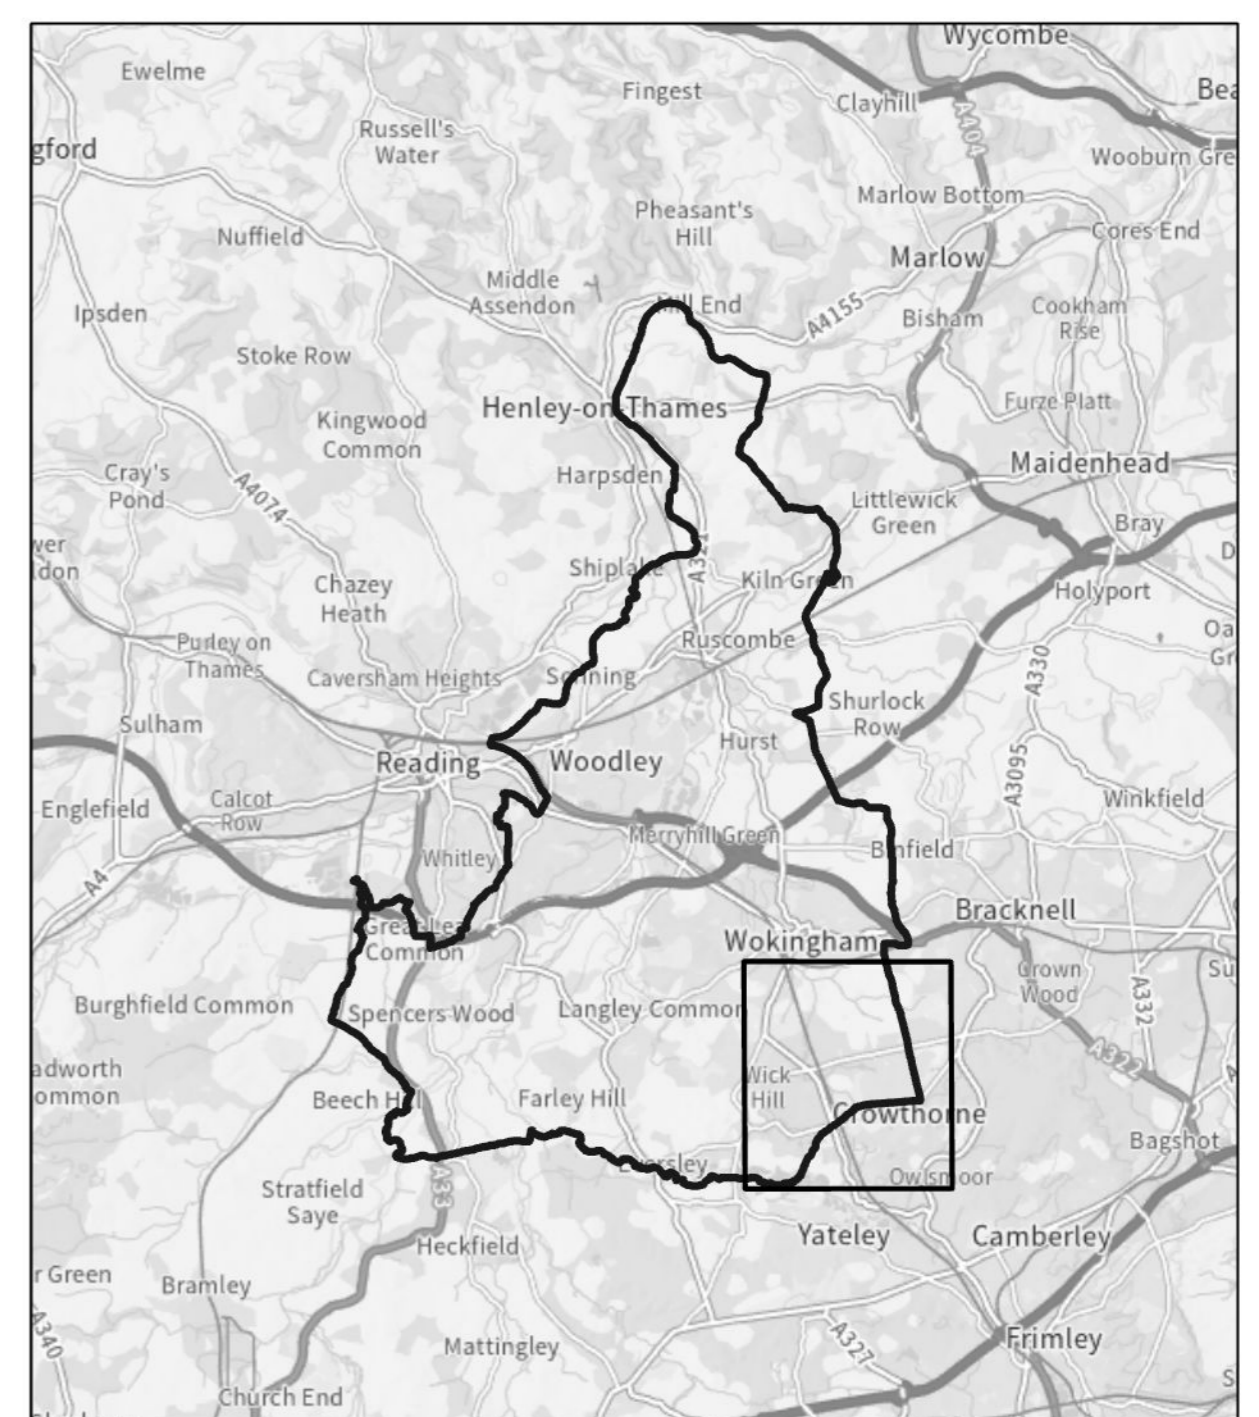 Wycombe
Ewelme
Fingest
Clayhill
A404
Russell's
Water
gford
Wooburn Gre
Marlow Bottom
Pheasant's
Hill
Nuffield
Cores End
Marlow
Middle
Assendon
Mill End
Ipsden
A4155
Bisham
Cookham
Rise
Stoke Row
Henley-on-Thames
Furze Platt
Kingwood
Common
Maidenhead
Cray's
Pond
Harpsden
A4074
Littlewick
Green
Bray
A321
Shiplake
Kiln Green
Chazey
Heath
Holyport
Purley on
Thames
Ruscombe
Caversham Heights
Sonning
A330
Sulham
Shurlock
Row
Hurst
Reading
Woodley
A3095
Englefield
Calcot
Row
Winkfield
Merryhill Green
Binfield
Whitley
A4
Bracknell
Great Lea
Common
Wokingham
Crown
Wood
A332
Burghfield Common
Spencers Wood
Langley Common
A322
adworth
ommon
Wick
Hill
Beech Hill
Farley Hill
Crowthorne
Bagshot
Eversley
Owlsmoor
A33
Stratfield
Saye
Yateley
Camberley
Heckfield
r Green
Bramley
A340
Mattingley
A327
Frimley
Church End